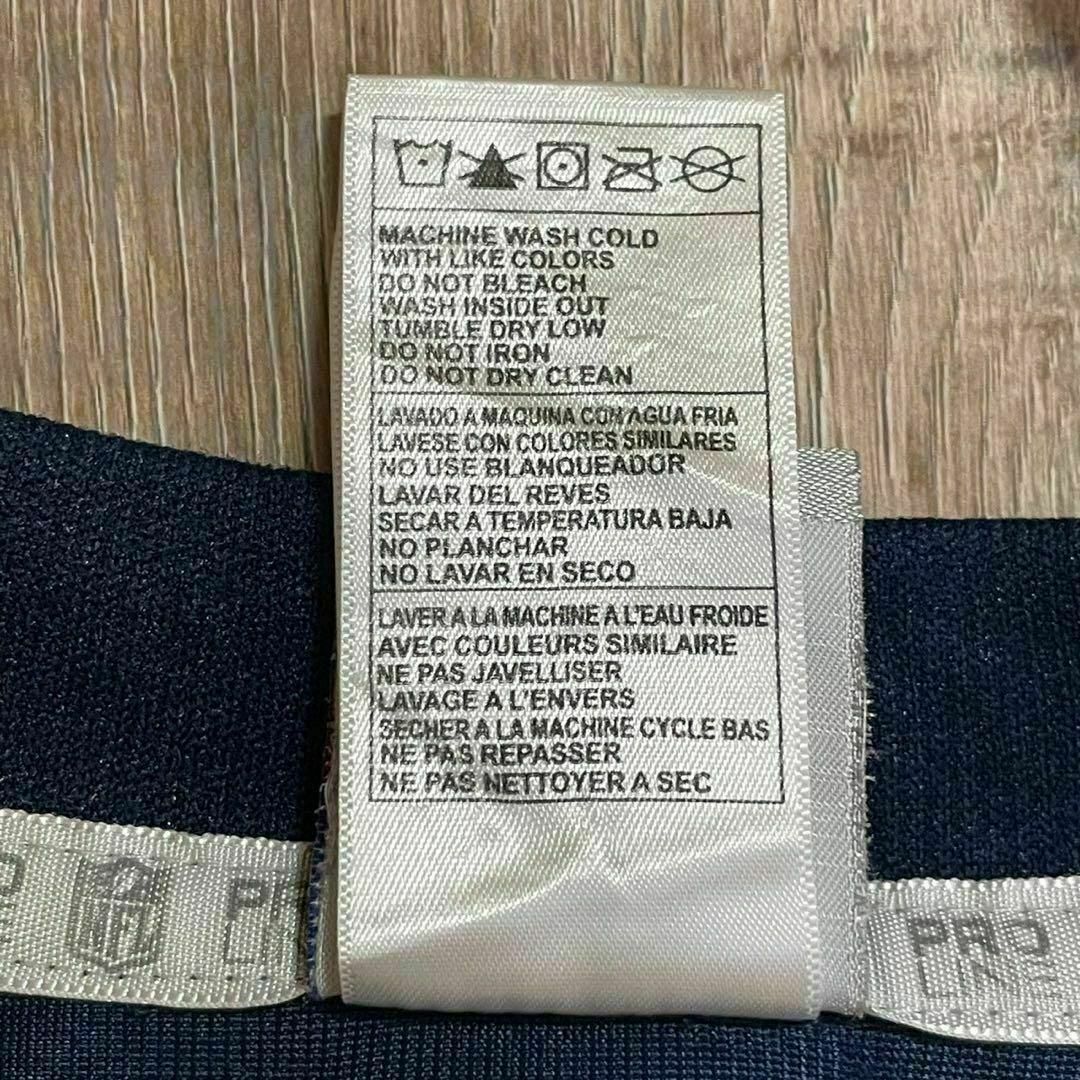 MACHINE WASH COLD
WITH LIKE COLORS
DO NOT BLEACH
WASH INSIDE OUT
TUMBLE DRY LOW
DO NOT IRON
DO NOT DRY CLEAN
LAVADO A MAQUINA CON AGUA FRIA
LAVESE CON COLORES SIMILARES
NO USE BLANQUEADOR
LAVAR DEL REVES
SECAR A TEMPERATURA BAJA
NO PLANCHAR
NO LAVAR EN SECO
LAVER A LA MACHINE A L'EAU FROIDE
AVEC COULEURS SIMILAIRE
NE PAS JAVELLISER
LAVAGE A L'ENVERS
SECHER A LA MACHINE CYCLE BAS
NE PAS REPASSER
NE PAS NETTOYER A SEC
NFL
PRO
LINE